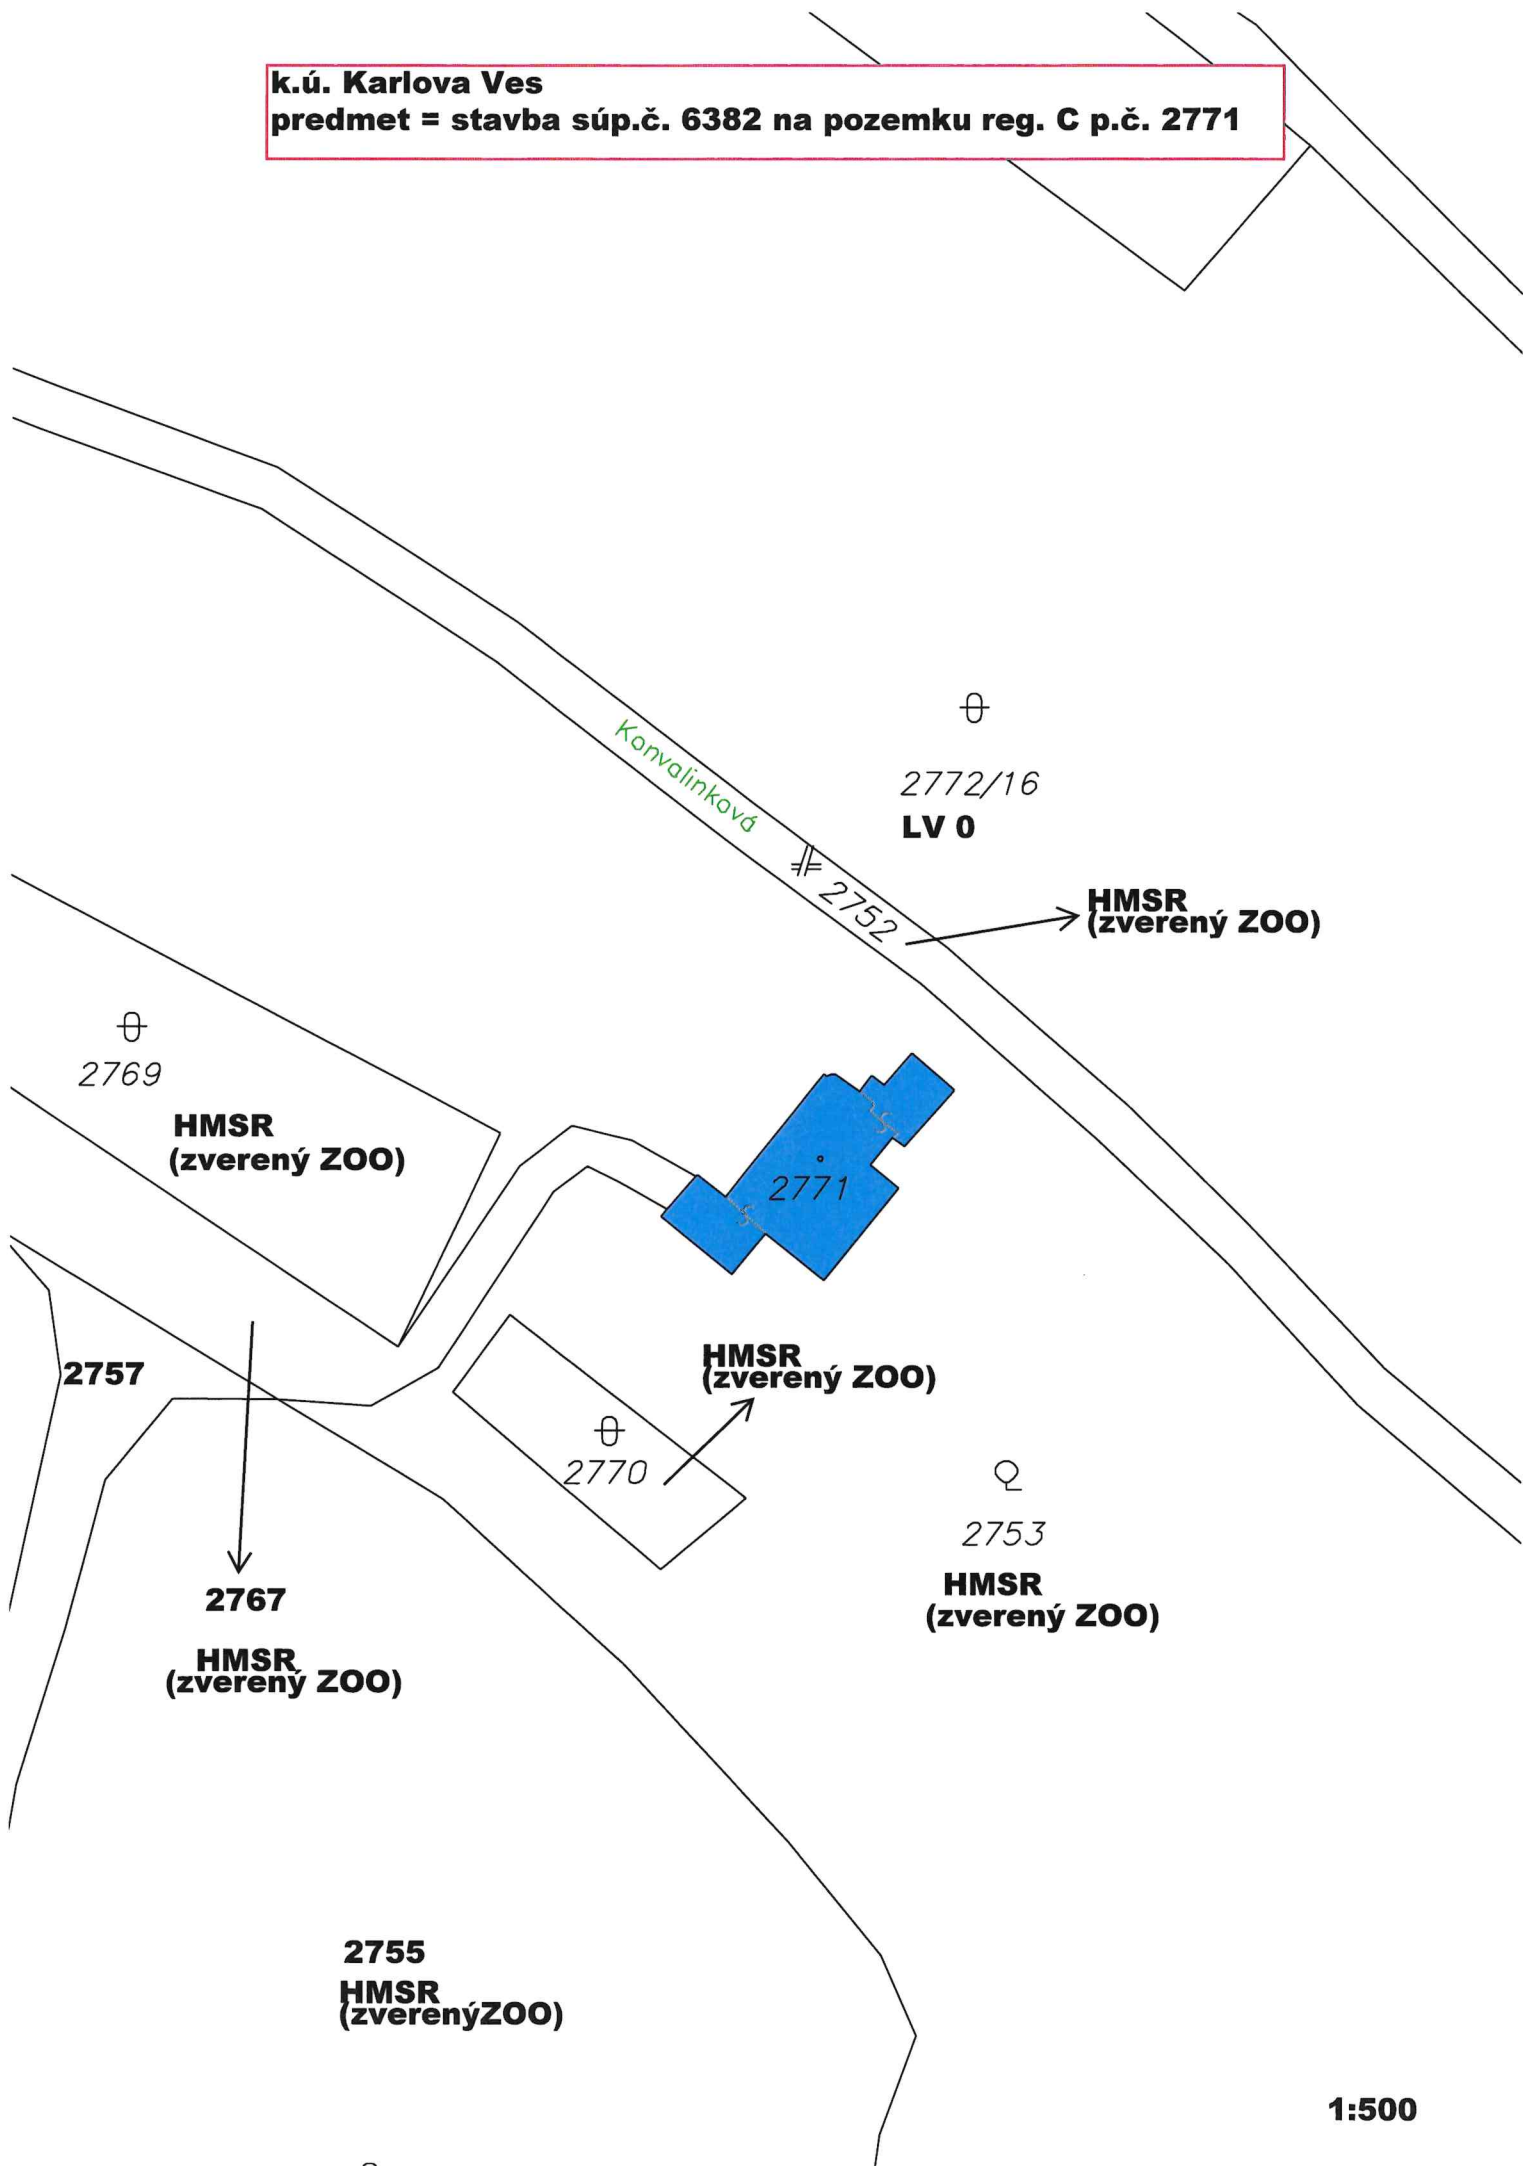 k.ú. Karlova Ves
predmet = stavba súp.č. 6382 na pozemku reg. C p.č. 2771
Konvalinková
2772/16
LV 0
2752
HMSR
(zverený ZOO)
2769
HMSR
(zverený ZOO)
2771
2757
HMSR
(zverený ZOO)
2770
2753
HMSR
(zverený ZOO)
2767
HMSR
(zverený ZOO)
2755
HMSR
(zverenýZOO)
1:500